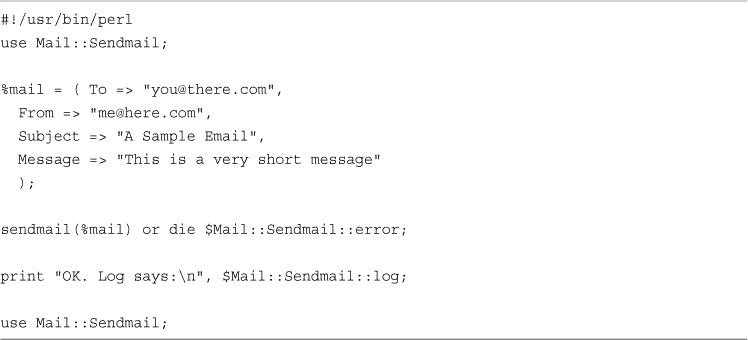 #!/usr/bin/perl
use Mail::Sendmail;
%mail = ( To => "you@there.com",
From => "me@here.com",
Subject => "A Sample Email",
Message => "This is a very short message"
);
sendmail(%mail) or die $Mail::Sendmail::error;
print "OK. Log says:\n", $Mail::Sendmail::log;
use Mail::Sendmail;